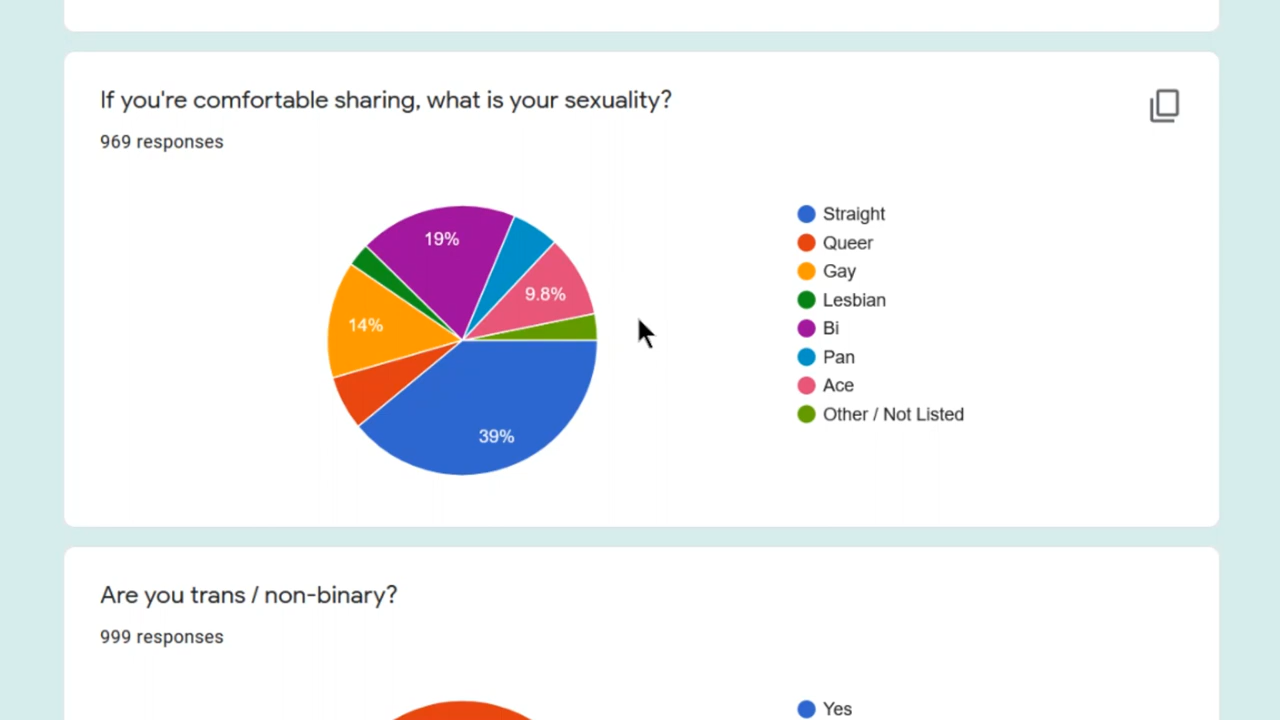 If you're comfortable sharing, what is your sexuality?
969 responses
19%
9.8%
14%
39%
Straight
Queer
Gay
Lesbian
Bi
Pan
Ace
Other / Not Listed
Are you trans / non-binary?
999 responses
Yes